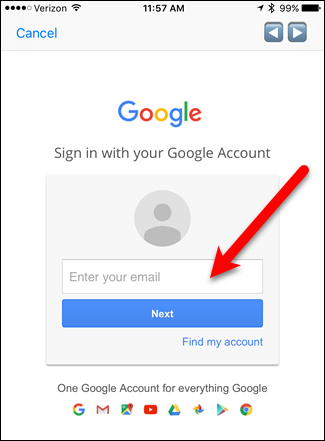 Verizon 11:57 AM 99%
Cancel
Google
Sign in with your Google Account
Enter your email
Next
Find my account
One Google Account for everything Google